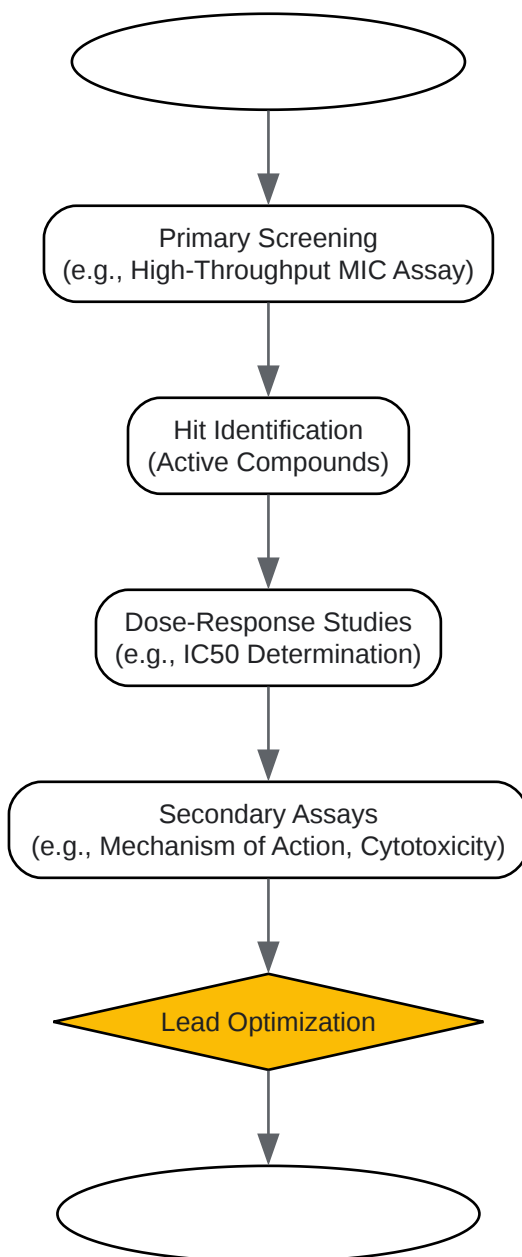 Primary Screening
(e.g., High-Throughput MIC Assay)
Hit Identification
(Active Compounds)
Dose-Response Studies
(e.g., IC50 Determination)
Secondary Assays
(e.g., Mechanism of Action, Cytotoxicity)
Lead Optimization